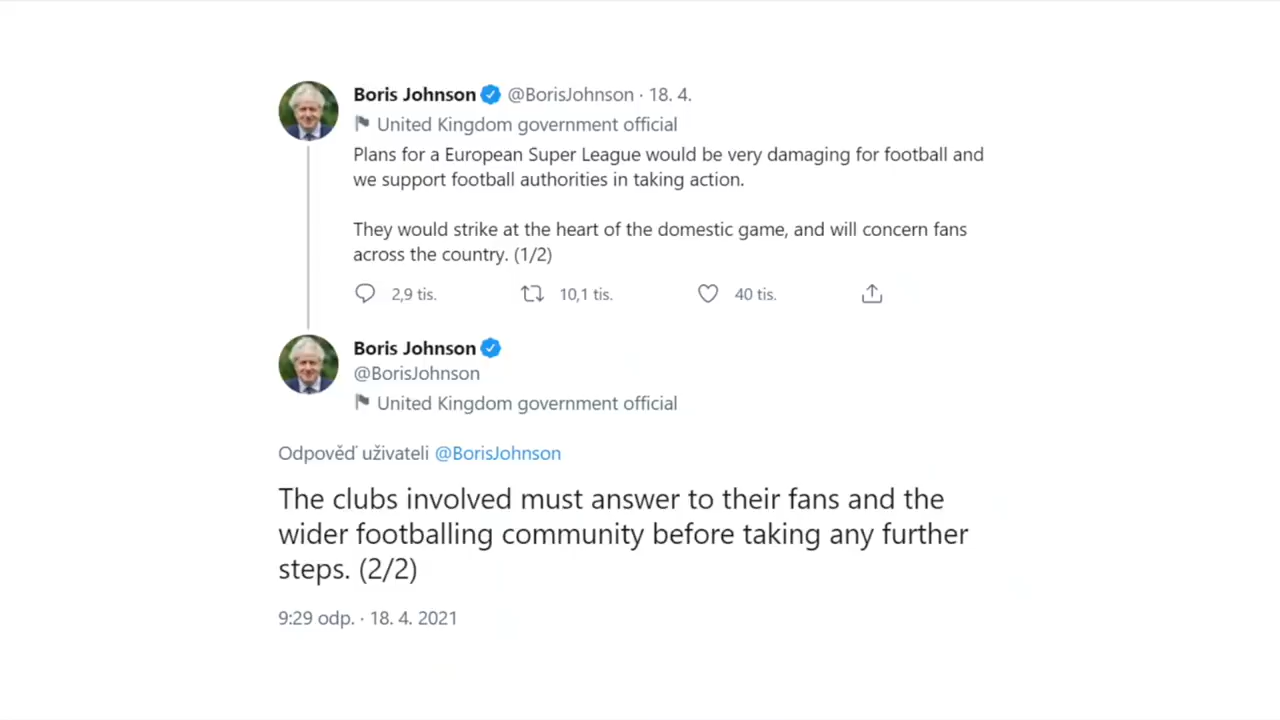 Boris Johnson @BorisJohnson · 18. 4.
United Kingdom government official
Plans for a European Super League would be very damaging for football and
we support football authorities in taking action.
They would strike at the heart of the domestic game, and will concern fans
across the country. (1/2)
2,9 tis. 10,1 tis. 40 tis.
Boris Johnson
@BorisJohnson
United Kingdom government official
Odpověď uživateli @BorisJohnson
The clubs involved must answer to their fans and the
wider footballing community before taking any further
steps. (2/2)
9:29 odp. · 18. 4. 2021